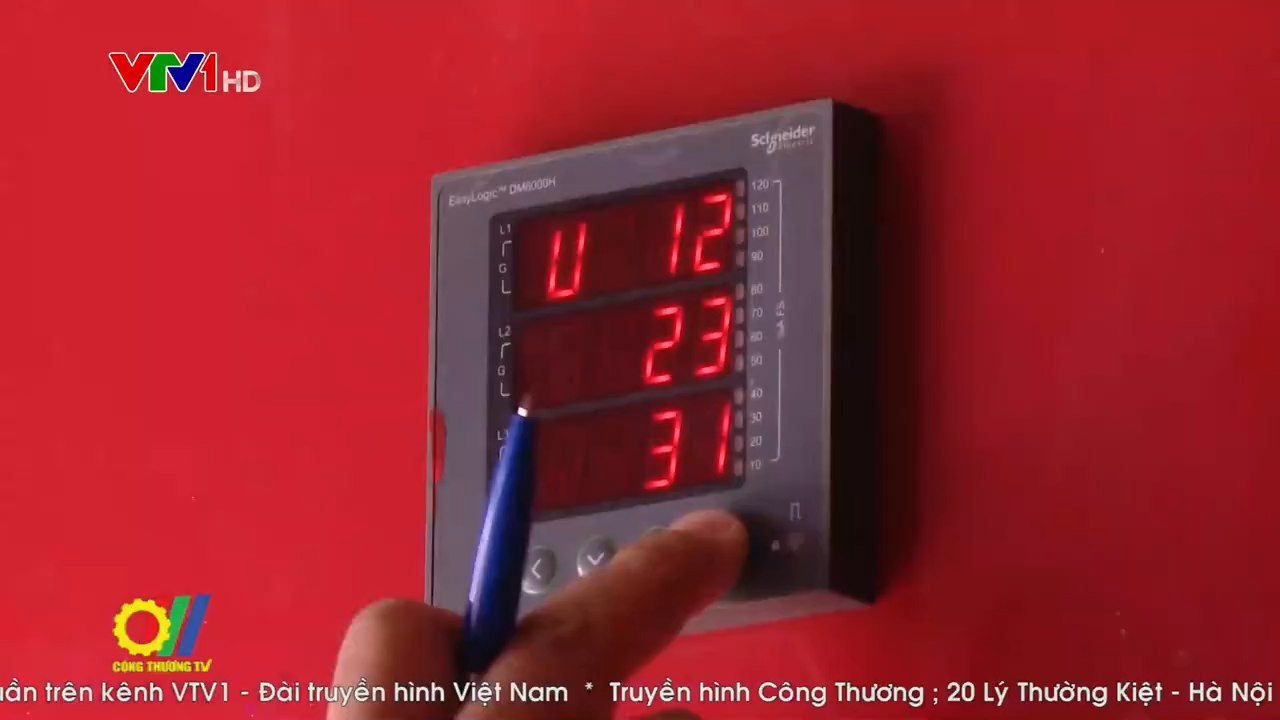 VTV1 HD
Schneider
Electric
EasyLogic™ DM6000H
120
110
100
90
80
70
60
50
40
30
20
10
L1
G
U 12
L2
G
23
31
CÔNG THƯƠNG TV
uần trên kênh VTV1 - Đài truyền hình Việt Nam * Truyền hình Công Thương ; 20 Lý Thường Kiệt - Hà Nội